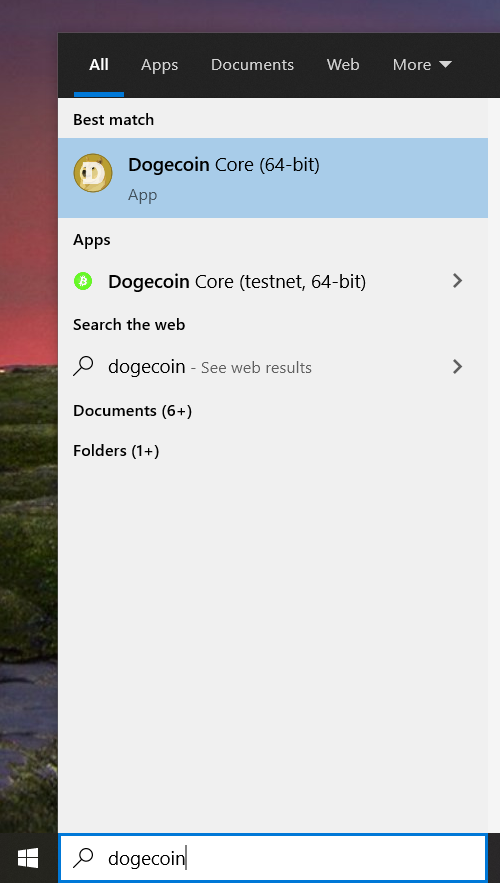 All Apps Documents Web More
Best match
Dogecoin Core (64-bit)
App
Apps
Dogecoin Core (testnet, 64-bit)
Search the web
dogecoin - See web results
Documents (6+)
Folders (1+)
dogecoin